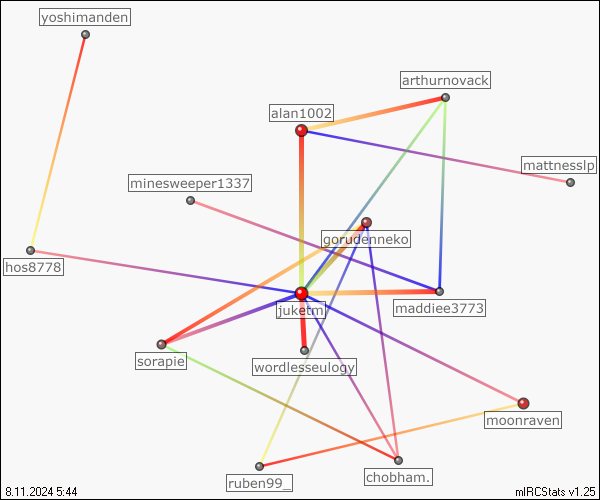 yoshimanden
arthurnovack
alan1002
mattnesslp
minesweeper1337
gorudenneko
hos8778
juketm
maddiee3773
sorapie
wordlesseulogy
moonraven
chobham.
ruben99_
8.11.2024 5:44
mIRCStats v1.25